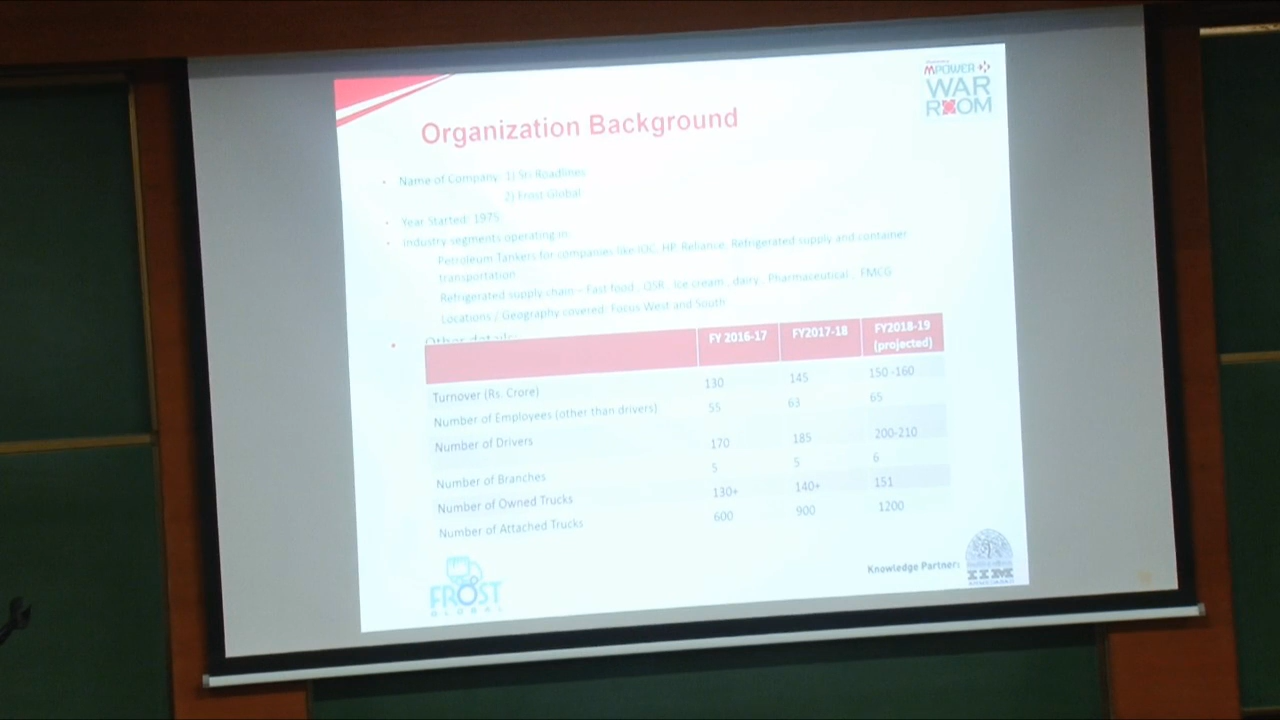 MPOWER
WAR
ROOM
Organization Background
• Name of Company: 1) Sri Roadlines
2) Frost Global
• Year Started: 1975
• Industry segments operating in:
Petroleum Tankers for companies like IOC, HP, Reliance, Refrigerated supply and container
transportation
Refrigerated supply chain – Fast food , QSR , Ice cream , dairy , Pharmaceutical , FMCG
Locations / Geography covered: Focus West and South
• Other details:
FY 2016-17 FY2017-18 FY2018-19
(projected)
Turnover (Rs. Crore) 130 145 150 -160
Number of Employees (other than drivers) 55 63 65
Number of Drivers 170 185 200-210
Number of Branches 5 5 6
Number of Owned Trucks 130+ 140+ 151
Number of Attached Trucks 600 900 1200
FROST
GLOBAL
Knowledge Partner:
IIM